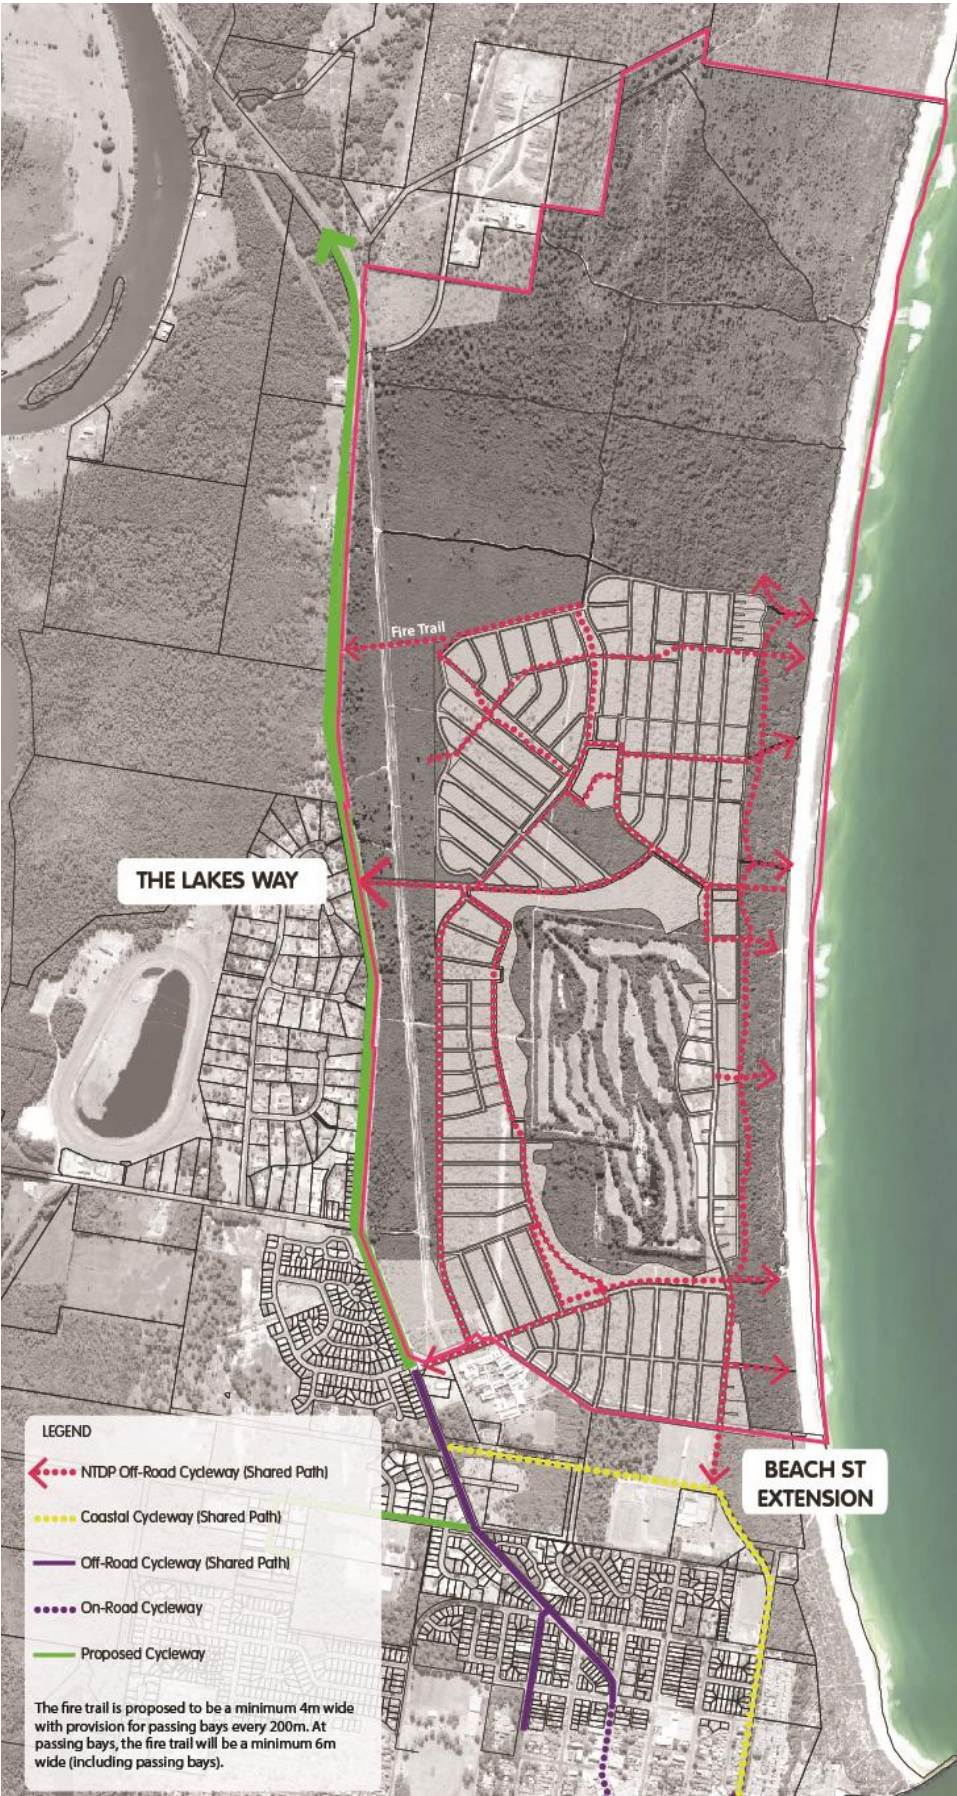 Fire Trail
THE LAKES WAY
BEACH ST
EXTENSION
LEGEND
NTDP Off-Road Cycleway (Shared Path)
Coastal Cycleway (Shared Path)
Off-Road Cycleway (Shared Path)
On-Road Cycleway
Proposed Cycleway
The fire trail is proposed to be a minimum 4m wide
with provision for passing bays every 200m. At
passing bays, the fire trail will be a minimum 6m
wide (including passing bays).